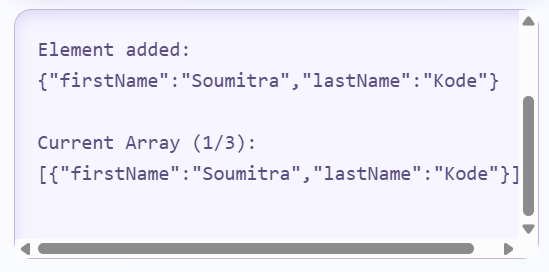 Element added:
{"firstName":"Soumitra","lastName":"Kode"}
Current Array (1/3):
[{"firstName":"Soumitra","lastName":"Kode"}]